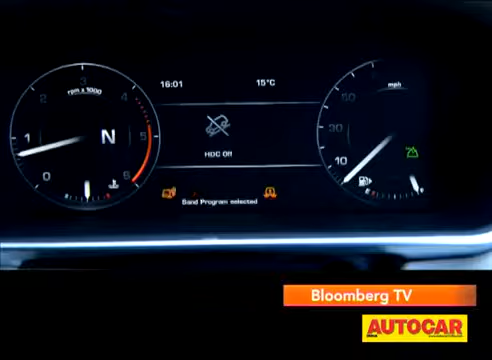 3
2
4
rpm x 1000
1
N
5
0
6
16:01
15°C
HDC Off
Sand Program selected
mph
50
30
10
E
F
Bloomberg TV
AUTOCAR